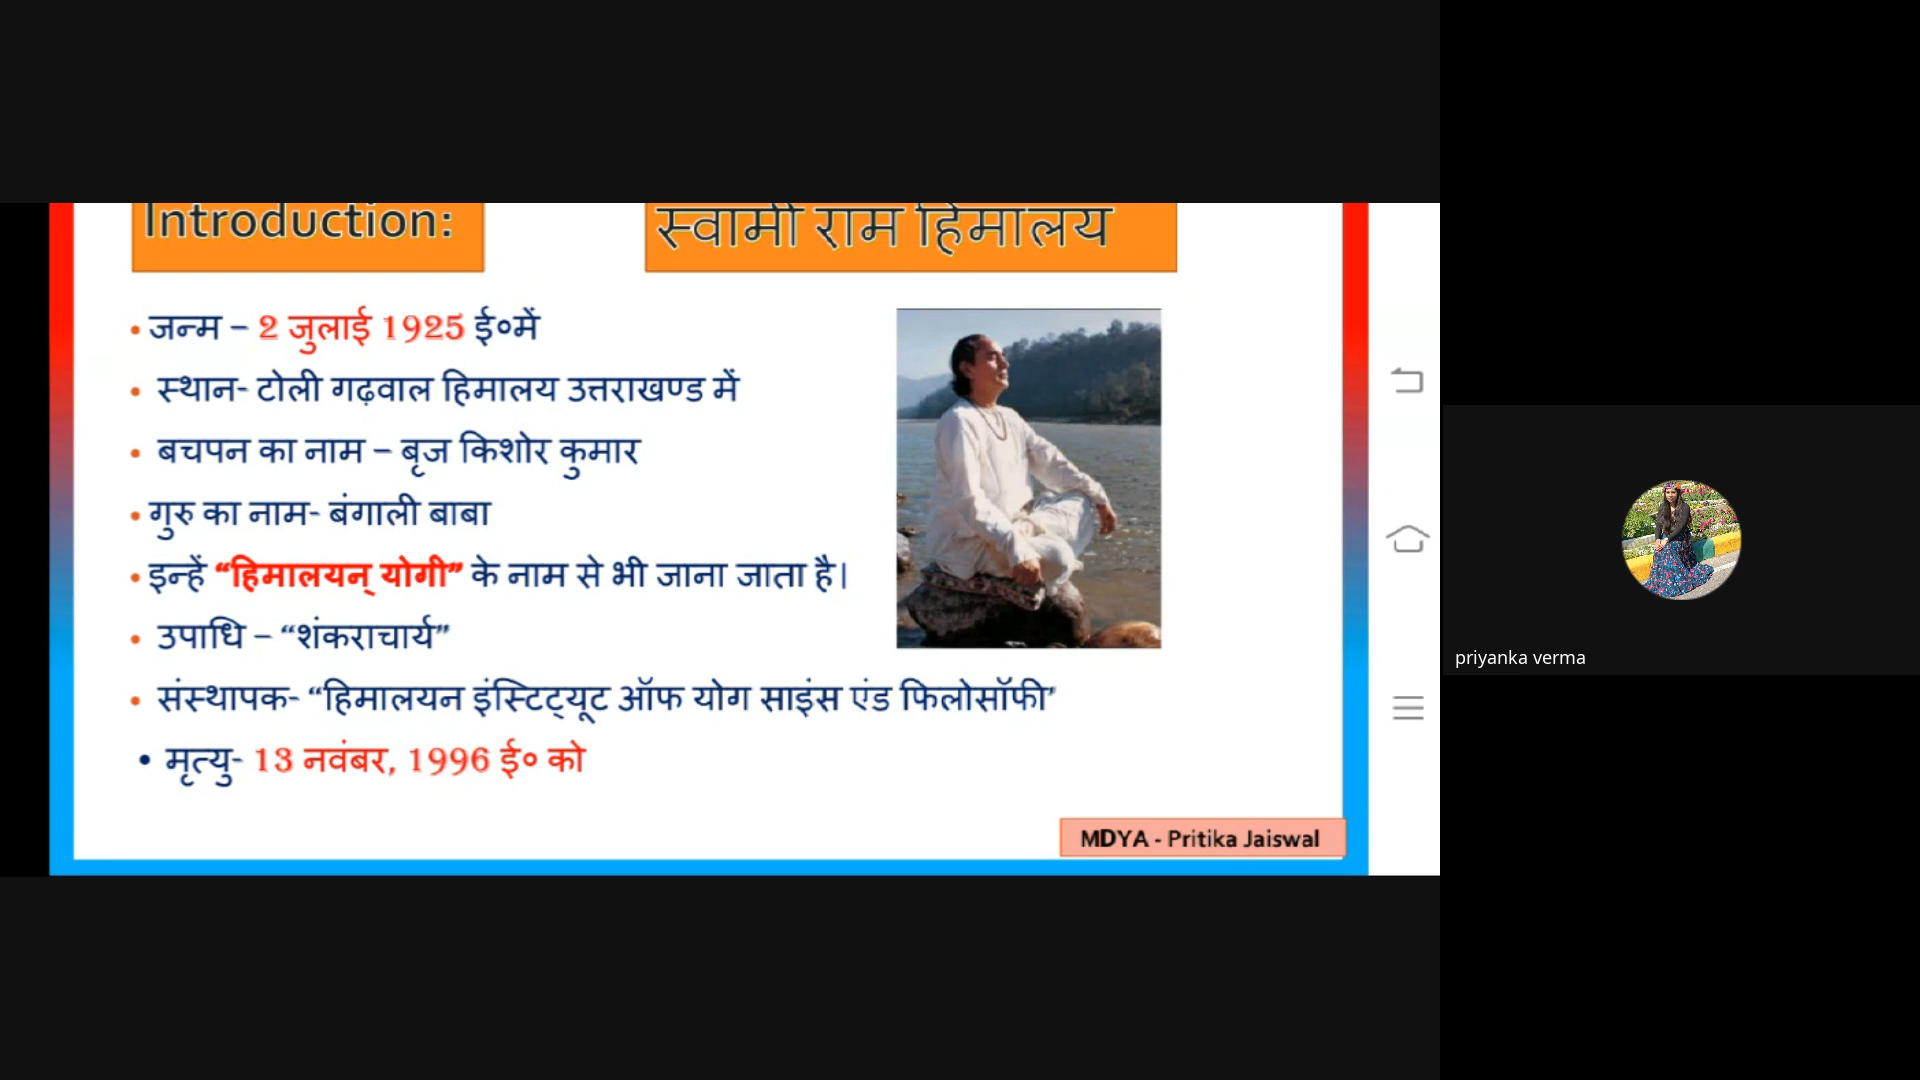 Introduction:
स्वामी राम हिमालय
• जन्म – 2 जुलाई 1925 ई०में
• स्थान- टोली गढ़वाल हिमालय उत्तराखण्ड में
• बचपन का नाम – बृज किशोर कुमार
• गुरु का नाम- बंगाली बाबा
• इन्हें “हिमालयन् योगी” के नाम से भी जाना जाता है।
• उपाधि – “शंकराचार्य”
• संस्थापक- “हिमालयन इंस्टिट्यूट ऑफ योग साइंस एंड फिलोसॉफी”
• मृत्यु- 13 नवंबर, 1996 ई० को
MDYA - Pritika Jaiswal
priyanka verma